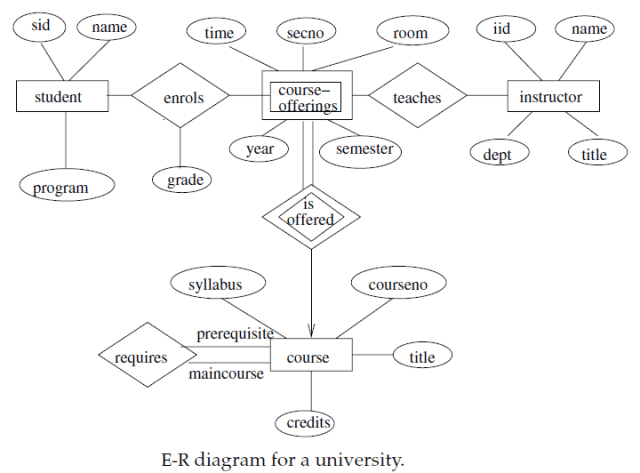 sid
name
time
secno
room
iid
name
student
enrols
course–
offerings
teaches
instructor
year
semester
program
grade
dept
title
is
offered
syllabus
courseno
prerequisite
requires
course
title
maincourse
credits
E-R diagram for a university.